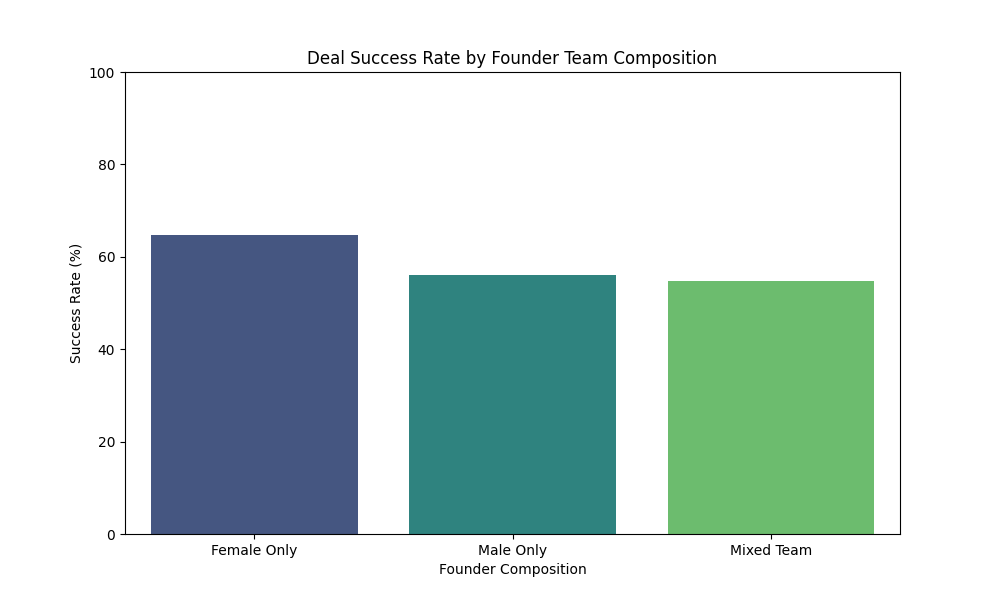 Deal Success Rate by Founder Team Composition
100
80
60
40
20
0
Success Rate (%)
Female Only
Male Only
Mixed Team
Founder Composition